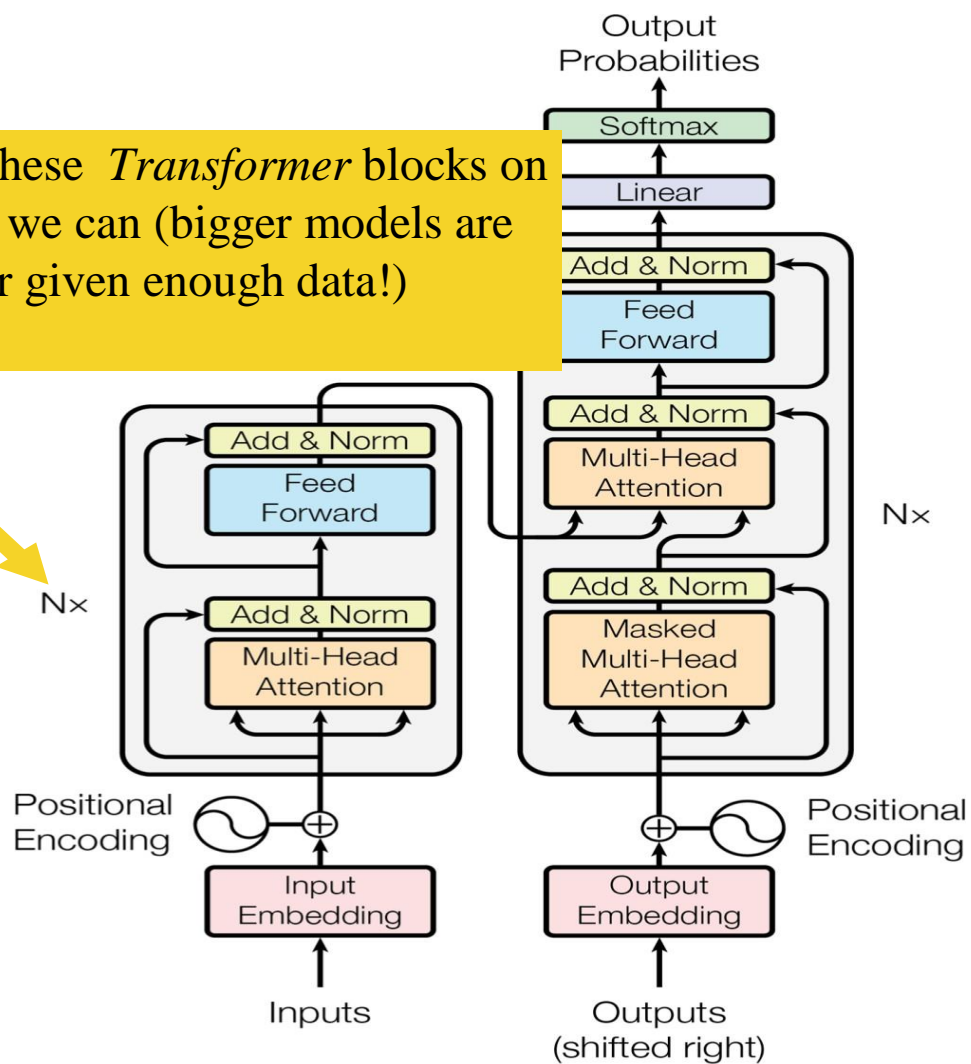 Output
Probabilities
Softmax
Linear
hese Transformer blocks on
we can (bigger models are
r given enough data!)
Add & Norm
Feed
Forward
Add & Norm
Multi-Head
Attention
Add & Norm
Masked
Multi-Head
Attention
Nx
Add & Norm
Feed
Forward
Add & Norm
Multi-Head
Attention
Nx
Positional
Encoding
Positional
Encoding
Input
Embedding
Output
Embedding
Inputs
Outputs
(shifted right)